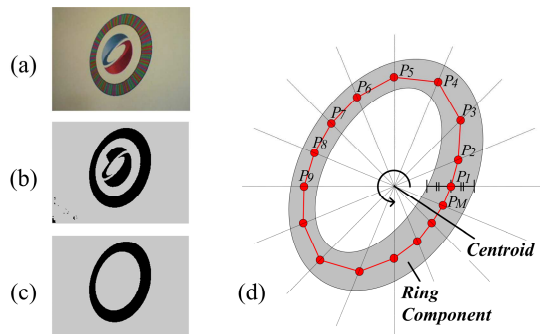 (a)
(b)
(c)
(d)
P5
P4
P6
P3
P7
P8
P2
P9
P1
PM
Centroid
Ring
Component